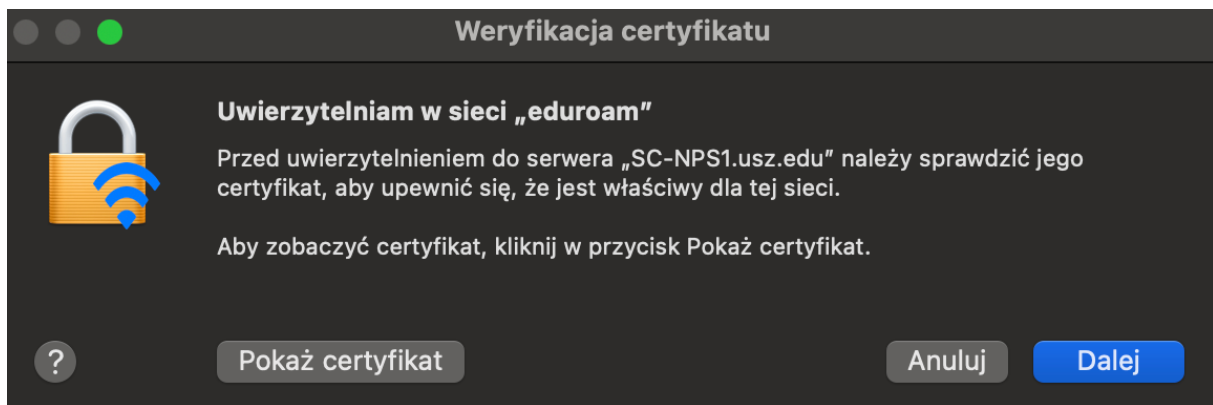 Weryfikacja certyfikatu
Uwierzytelniam w sieci „eduroam”
Przed uwierzytelnieniem do serwera „SC-NPS1.usz.edu” należy sprawdzić jego
certyfikat, aby upewnić się, że jest właściwy dla tej sieci.
Aby zobaczyć certyfikat, kliknij w przycisk Pokaż certyfikat.
? Pokaż certyfikat Anuluj Dalej